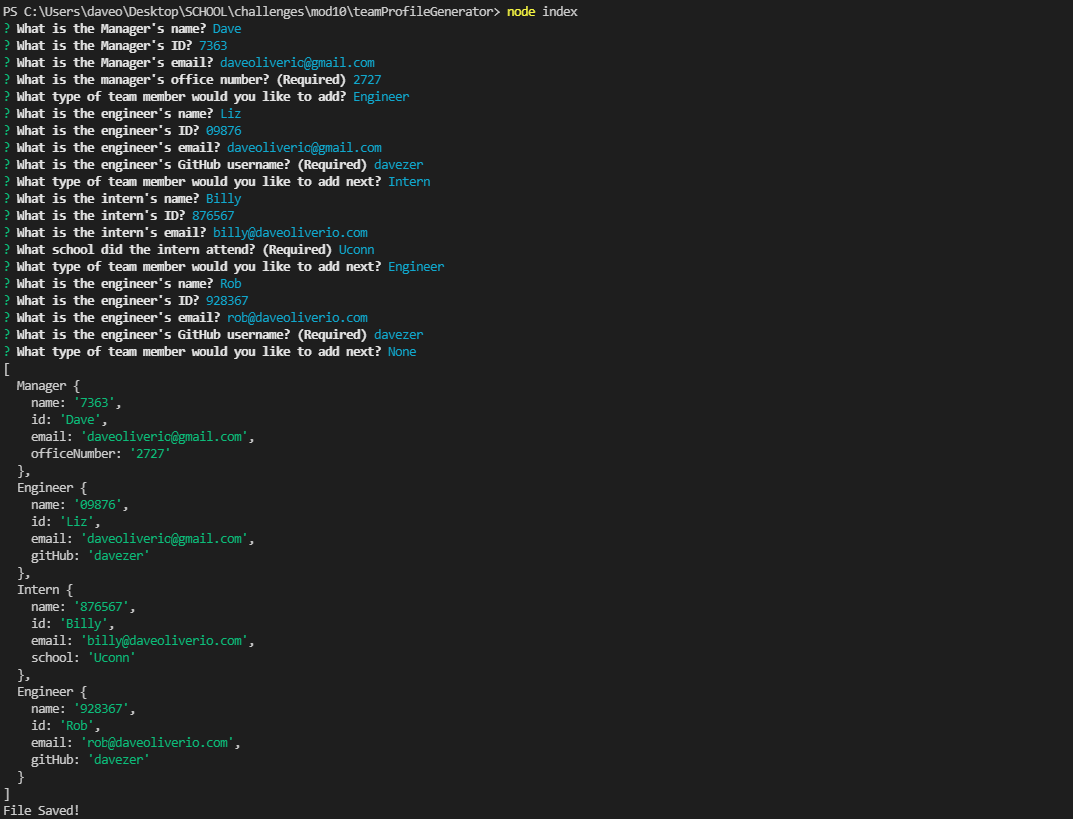 PS C:\Users\daveo\Desktop\SCHOOL\challenges\mod10\teamProfileGenerator> node index
? What is the Manager's name? Dave
? What is the Manager's ID? 7363
? What is the Manager's email? daveoliverio@gmail.com
? What is the manager's office number? (Required) 2727
? What type of team member would you like to add? Engineer
? What is the engineer's name? Liz
? What is the engineer's ID? 09876
? What is the engineer's email? daveoliverio@gmail.com
? What is the engineer's GitHub username? (Required) davezer
? What type of team member would you like to add next? Intern
? What is the intern's name? Billy
? What is the intern's ID? 876567
? What is the intern's email? billy@daveoliverio.com
? What school did the intern attend? (Required) Uconn
? What type of team member would you like to add next? Engineer
? What is the engineer's name? Rob
? What is the engineer's ID? 928367
? What is the engineer's email? rob@daveoliverio.com
? What is the engineer's GitHub username? (Required) davezer
? What type of team member would you like to add next? None
[
  Manager {
    name: '7363',
    id: 'Dave',
    email: 'daveoliverio@gmail.com',
    officeNumber: '2727'
  },
  Engineer {
    name: '09876',
    id: 'Liz',
    email: 'daveoliverio@gmail.com',
    gitHub: 'davezer'
  },
  Intern {
    name: '876567',
    id: 'Billy',
    email: 'billy@daveoliverio.com',
    school: 'Uconn'
  },
  Engineer {
    name: '928367',
    id: 'Rob',
    email: 'rob@daveoliverio.com',
    gitHub: 'davezer'
  }
]
File Saved!